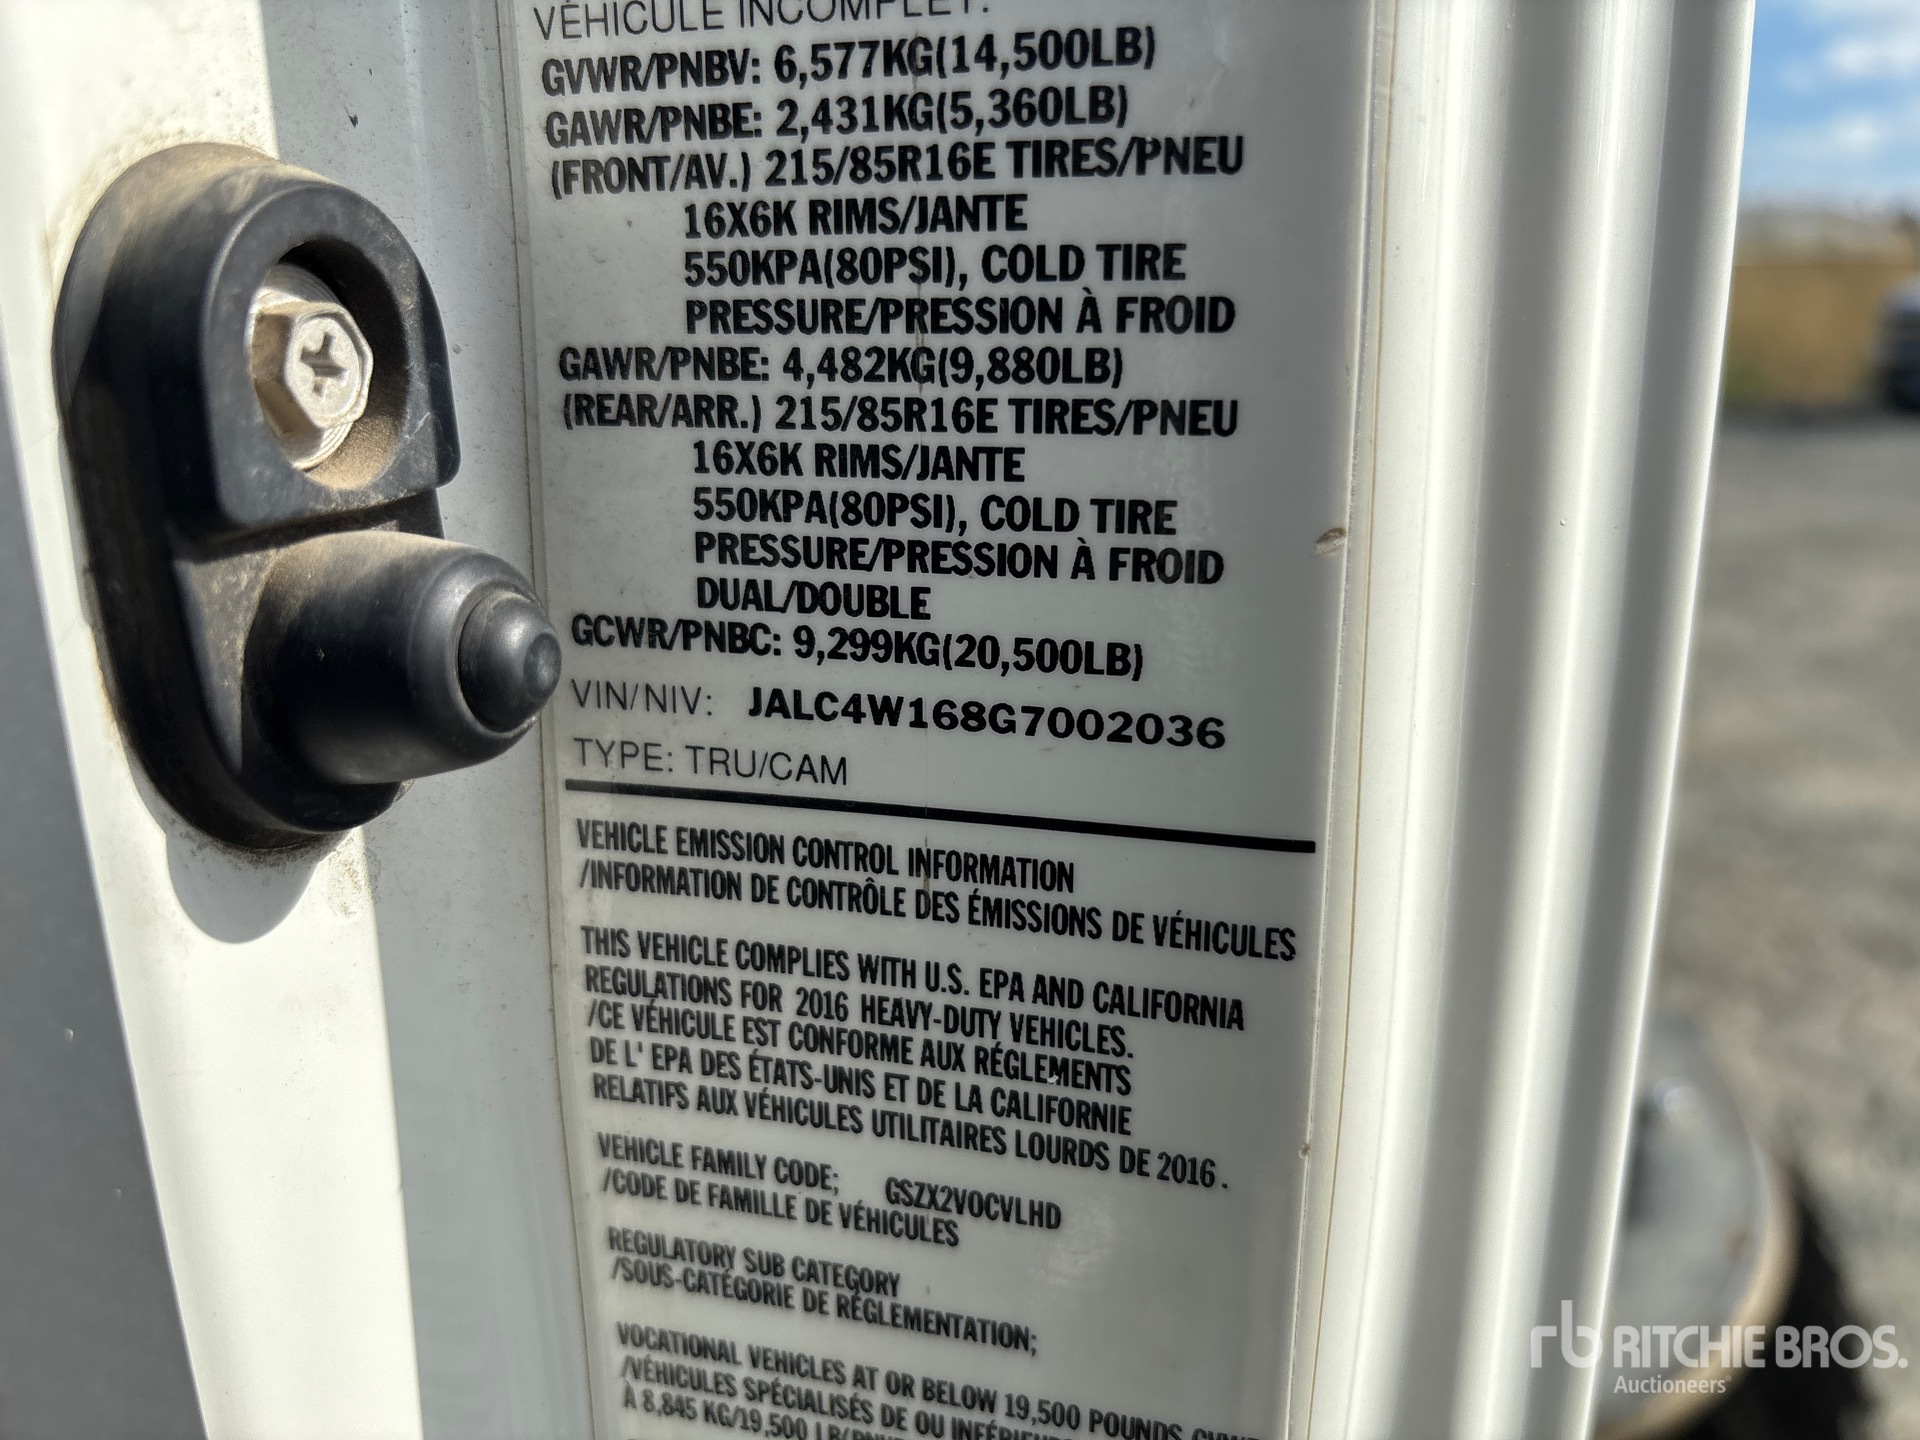 VÉHICULE INCOMPLET:
GVWR/PNBV: 6,577KG(14,500LB)
GAWR/PNBE: 2,431KG(5,360LB)
(FRONT/AV.) 215/85R16E TIRES/PNEU
16X6K RIMS/JANTE
550KPA(80PSI), COLD TIRE
PRESSURE/PRESSION À FROID
GAWR/PNBE: 4,482KG(9,880LB)
(REAR/ARR.) 215/85R16E TIRES/PNEU
16X6K RIMS/JANTE
550KPA(80PSI), COLD TIRE
PRESSURE/PRESSION À FROID
DUAL/DOUBLE
GCWR/PNBC: 9,299KG(20,500LB)
VIN/NIV: JALC4W168G7002036
TYPE: TRU/CAM
VEHICLE EMISSION CONTROL INFORMATION
/INFORMATION DE CONTRÔLE DES ÉMISSIONS DE VÉHICULES
THIS VEHICLE COMPLIES WITH U.S. EPA AND CALIFORNIA
REGULATIONS FOR 2016 HEAVY-DUTY VEHICLES.
/CE VÉHICULE EST CONFORME AUX RÉGLEMENTS
DE L' EPA DES ÉTATS-UNIS ET DE LA CALIFORNIE
RELATIFS AUX VÉHICULES UTILITAIRES LOURDS DE 2016.
VEHICLE FAMILY CODE; GSZX2VOCVLHD
/CODE DE FAMILLE DE VÉHICULES
REGULATORY SUB CATEGORY
/SOUS-CATÉGORIE DE RÉGLEMENTATION;
VOCATIONAL VEHICLES AT OR BELOW 19,500 POUNDS GVWR
/VÉHICULES SPÉCIALISÉS DE OU
À 8,845 KG/19,500
rb RITCHIE BROS.
Auctioneers